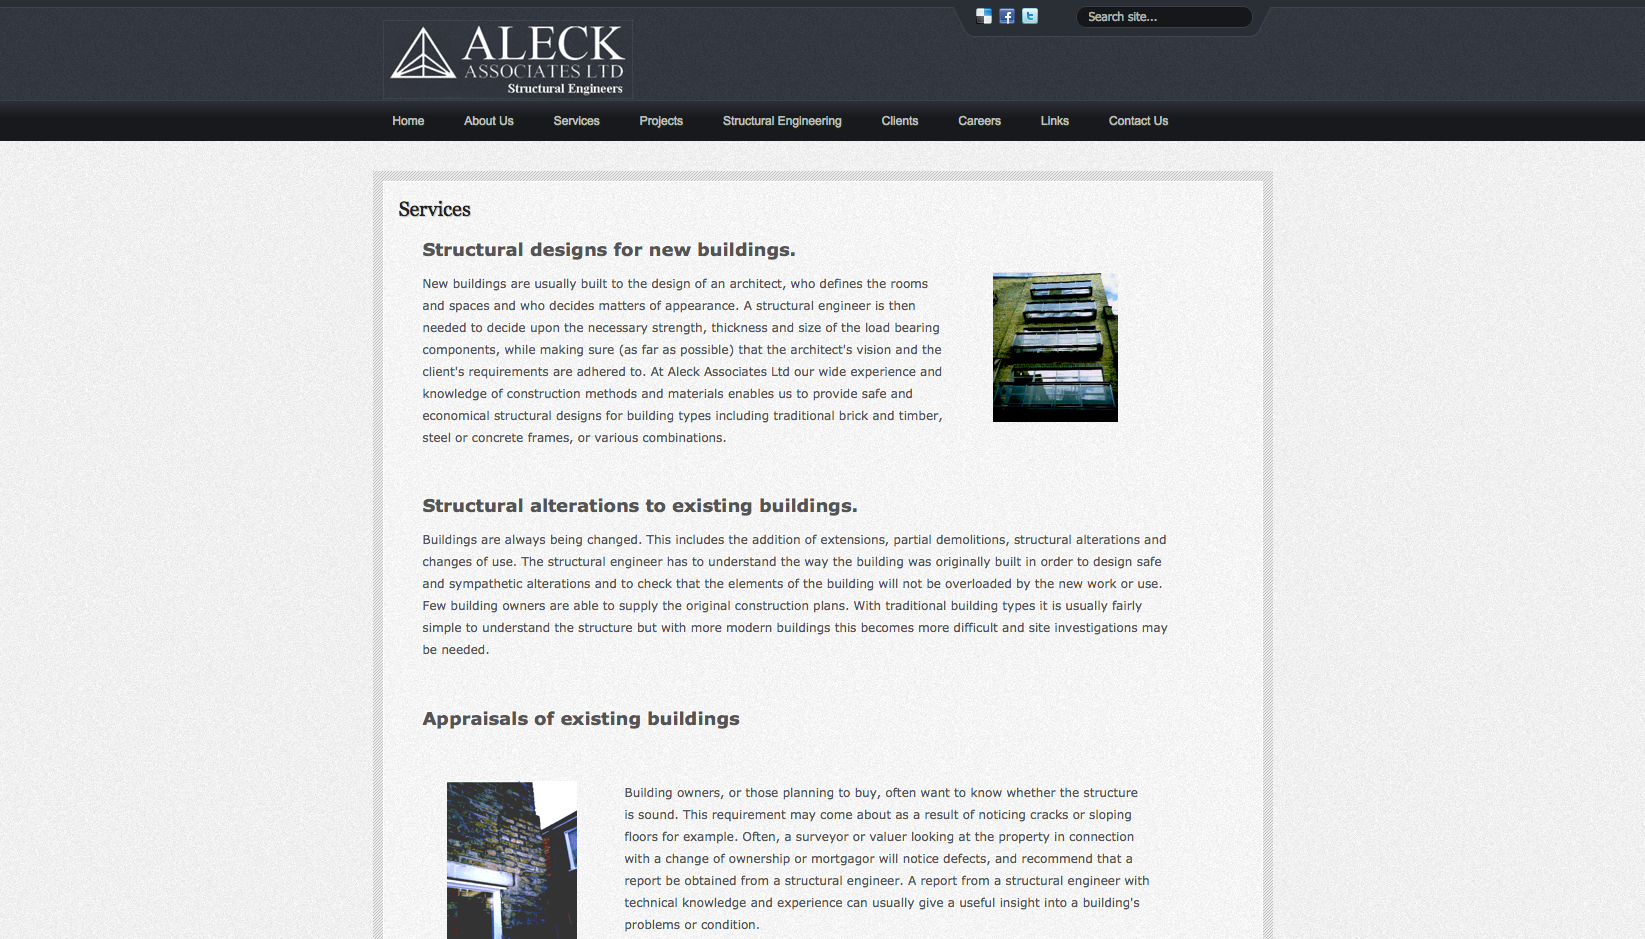 ALECK
ASSOCIATES LTD
Structural Engineers
Search site...
Home About Us Services Projects Structural Engineering Clients Careers Links Contact Us
Services
Structural designs for new buildings.
New buildings are usually built to the design of an architect, who defines the rooms
and spaces and who decides matters of appearance. A structural engineer is then
needed to decide upon the necessary strength, thickness and size of the load bearing
components, while making sure (as far as possible) that the architect's vision and the
client's requirements are adhered to. At Aleck Associates Ltd our wide experience and
knowledge of construction methods and materials enables us to provide safe and
economical structural designs for building types including traditional brick and timber,
steel or concrete frames, or various combinations.
Structural alterations to existing buildings.
Buildings are always being changed. This includes the addition of extensions, partial demolitions, structural alterations and
changes of use. The structural engineer has to understand the way the building was originally built in order to design safe
and sympathetic alterations and to check that the elements of the building will not be overloaded by the new work or use.
Few building owners are able to supply the original construction plans. With traditional building types it is usually fairly
simple to understand the structure but with more modern buildings this becomes more difficult and site investigations may
be needed.
Appraisals of existing buildings
Building owners, or those planning to buy, often want to know whether the structure
is sound. This requirement may come about as a result of noticing cracks or sloping
floors for example. Often, a surveyor or valuer looking at the property in connection
with a change of ownership or mortgagor will notice defects, and recommend that a
report be obtained from a structural engineer. A report from a structural engineer with
technical knowledge and experience can usually give a useful insight into a building's
problems or condition.